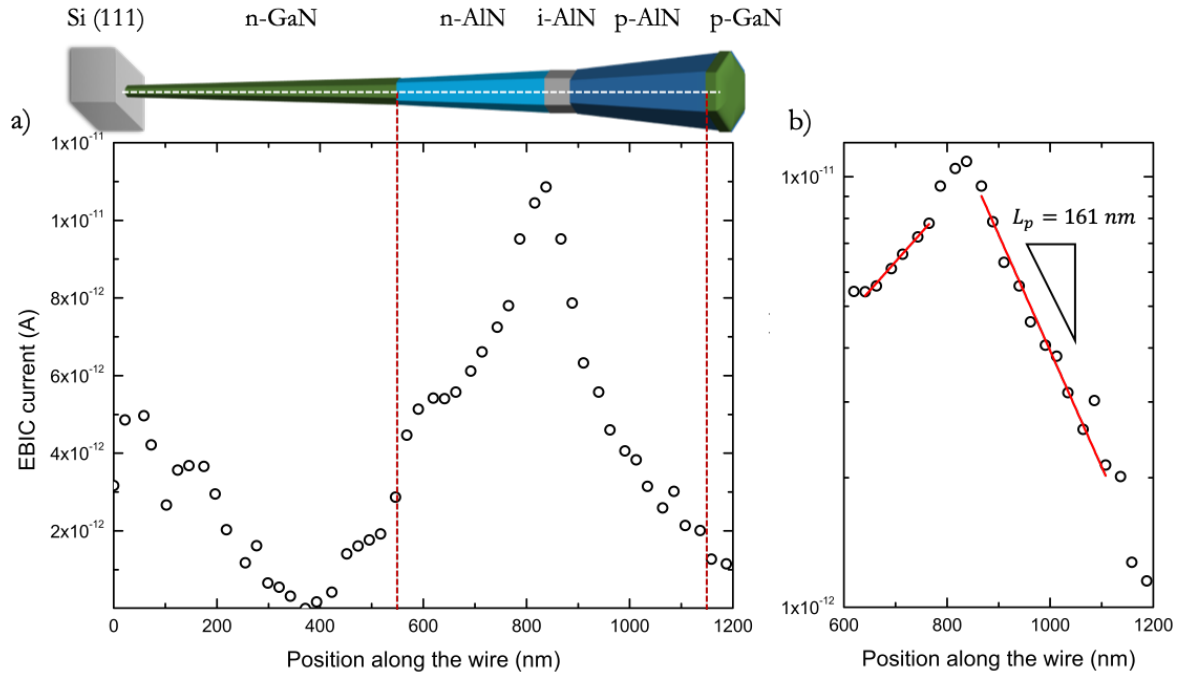 Si (111) n-GaN n-AlN i-AlN p-AlN p-GaN
a)
b)
1x10⁻¹¹
1x10⁻¹¹
8x10⁻¹²
6x10⁻¹²
4x10⁻¹²
2x10⁻¹²
EBIC current (A)
0 200 400 600 800 1000 1200
Position along the wire (nm)
1x10⁻¹¹
1x10⁻¹²
L_p = 161 nm
600 800 1000 1200
Position along the wire (nm)